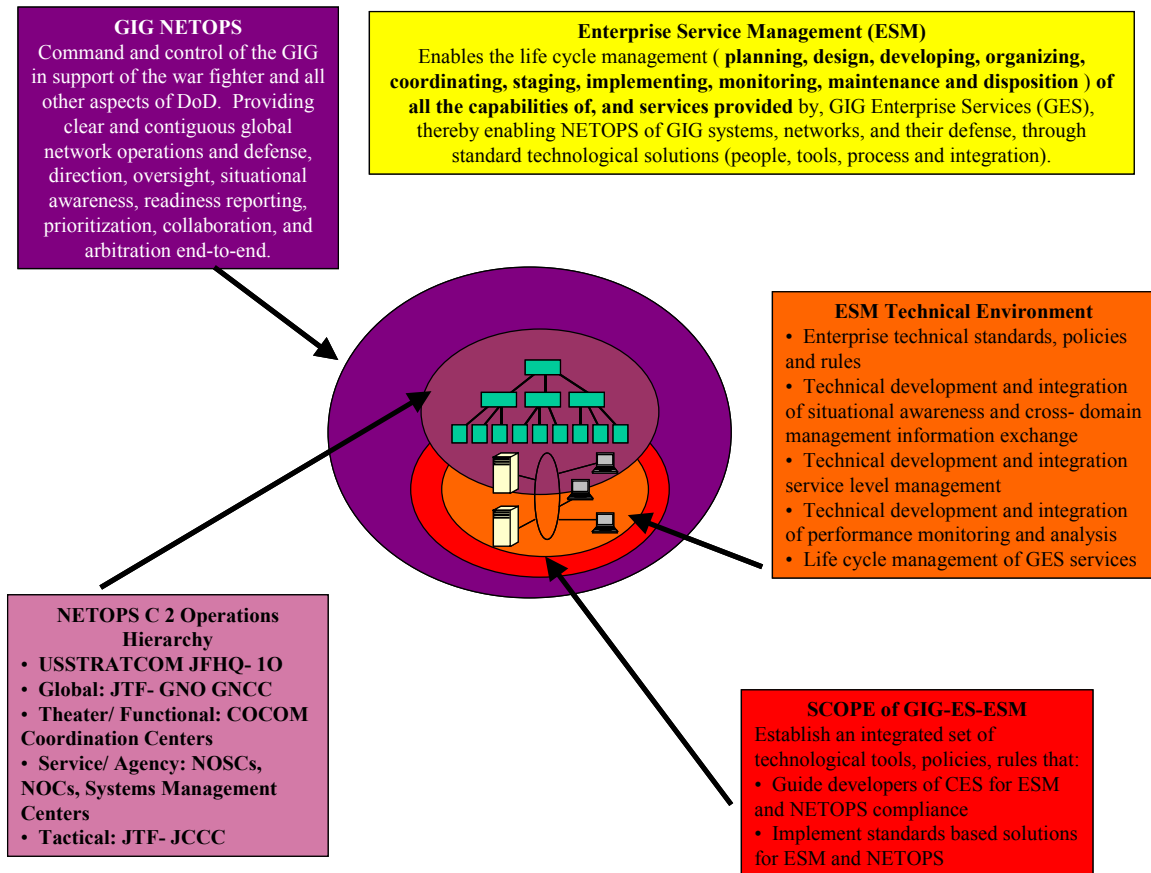 GIG NETOPS
Command and control of the GIG
in support of the war fighter and all
other aspects of DoD. Providing
clear and contiguous global
network operations and defense,
direction, oversight, situational
awareness, readiness reporting,
prioritization, collaboration, and
arbitration end-to-end.
Enterprise Service Management (ESM)
Enables the life cycle management ( planning, design, developing, organizing,
coordinating, staging, implementing, monitoring, maintenance and disposition ) of
all the capabilities of, and services provided by, GIG Enterprise Services (GES),
thereby enabling NETOPS of GIG systems, networks, and their defense, through
standard technological solutions (people, tools, process and integration).
ESM Technical Environment
• Enterprise technical standards, policies
and rules
• Technical development and integration
of situational awareness and cross- domain
management information exchange
• Technical development and integration
service level management
• Technical development and integration
of performance monitoring and analysis
• Life cycle management of GES services
NETOPS C 2 Operations
Hierarchy
• USSTRATCOM JFHQ- 1O
• Global: JTF- GNO GNCC
• Theater/ Functional: COCOM
Coordination Centers
• Service/ Agency: NOSCs,
NOCs, Systems Management
Centers
• Tactical: JTF- JCCC
SCOPE of GIG-ES-ESM
Establish an integrated set of
technological tools, policies, rules that:
• Guide developers of CES for ESM
and NETOPS compliance
• Implement standards based solutions
for ESM and NETOPS